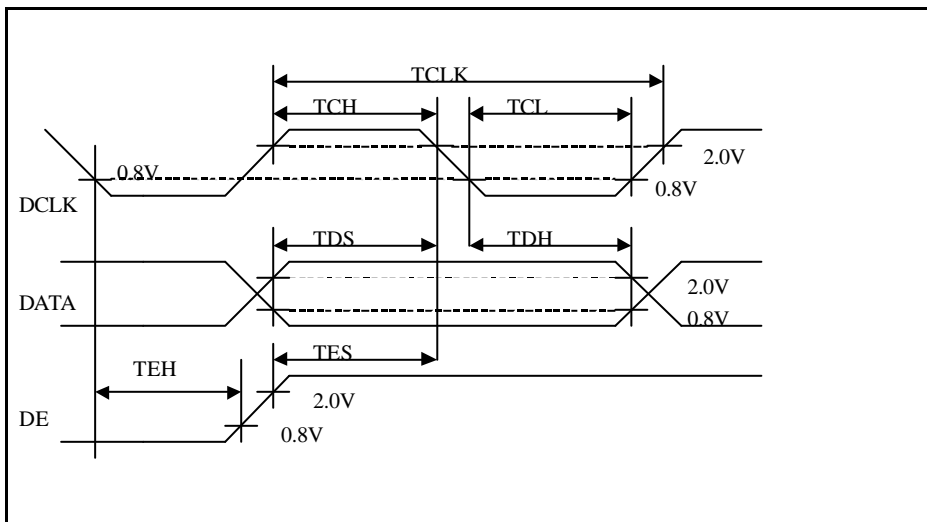 TCLK
TCH TCL
0.8V 2.0V
0.8V
DCLK
TDS TDH
2.0V
DATA
0.8V
TES
TEH
2.0V
DE
0.8V